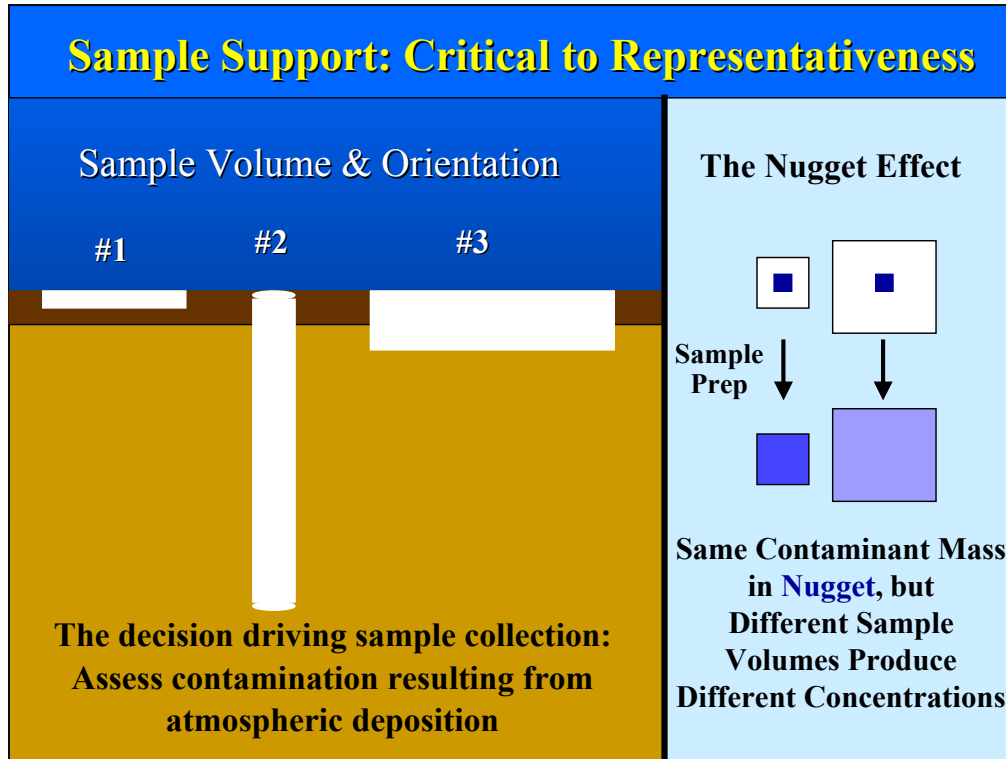 Sample Support: Critical to Representativeness
Sample Volume & Orientation
#1
#2
#3
The decision driving sample collection:
Assess contamination resulting from
atmospheric deposition
The Nugget Effect
Sample
Prep
Same Contaminant Mass
in Nugget, but
Different Sample
Volumes Produce
Different Concentrations